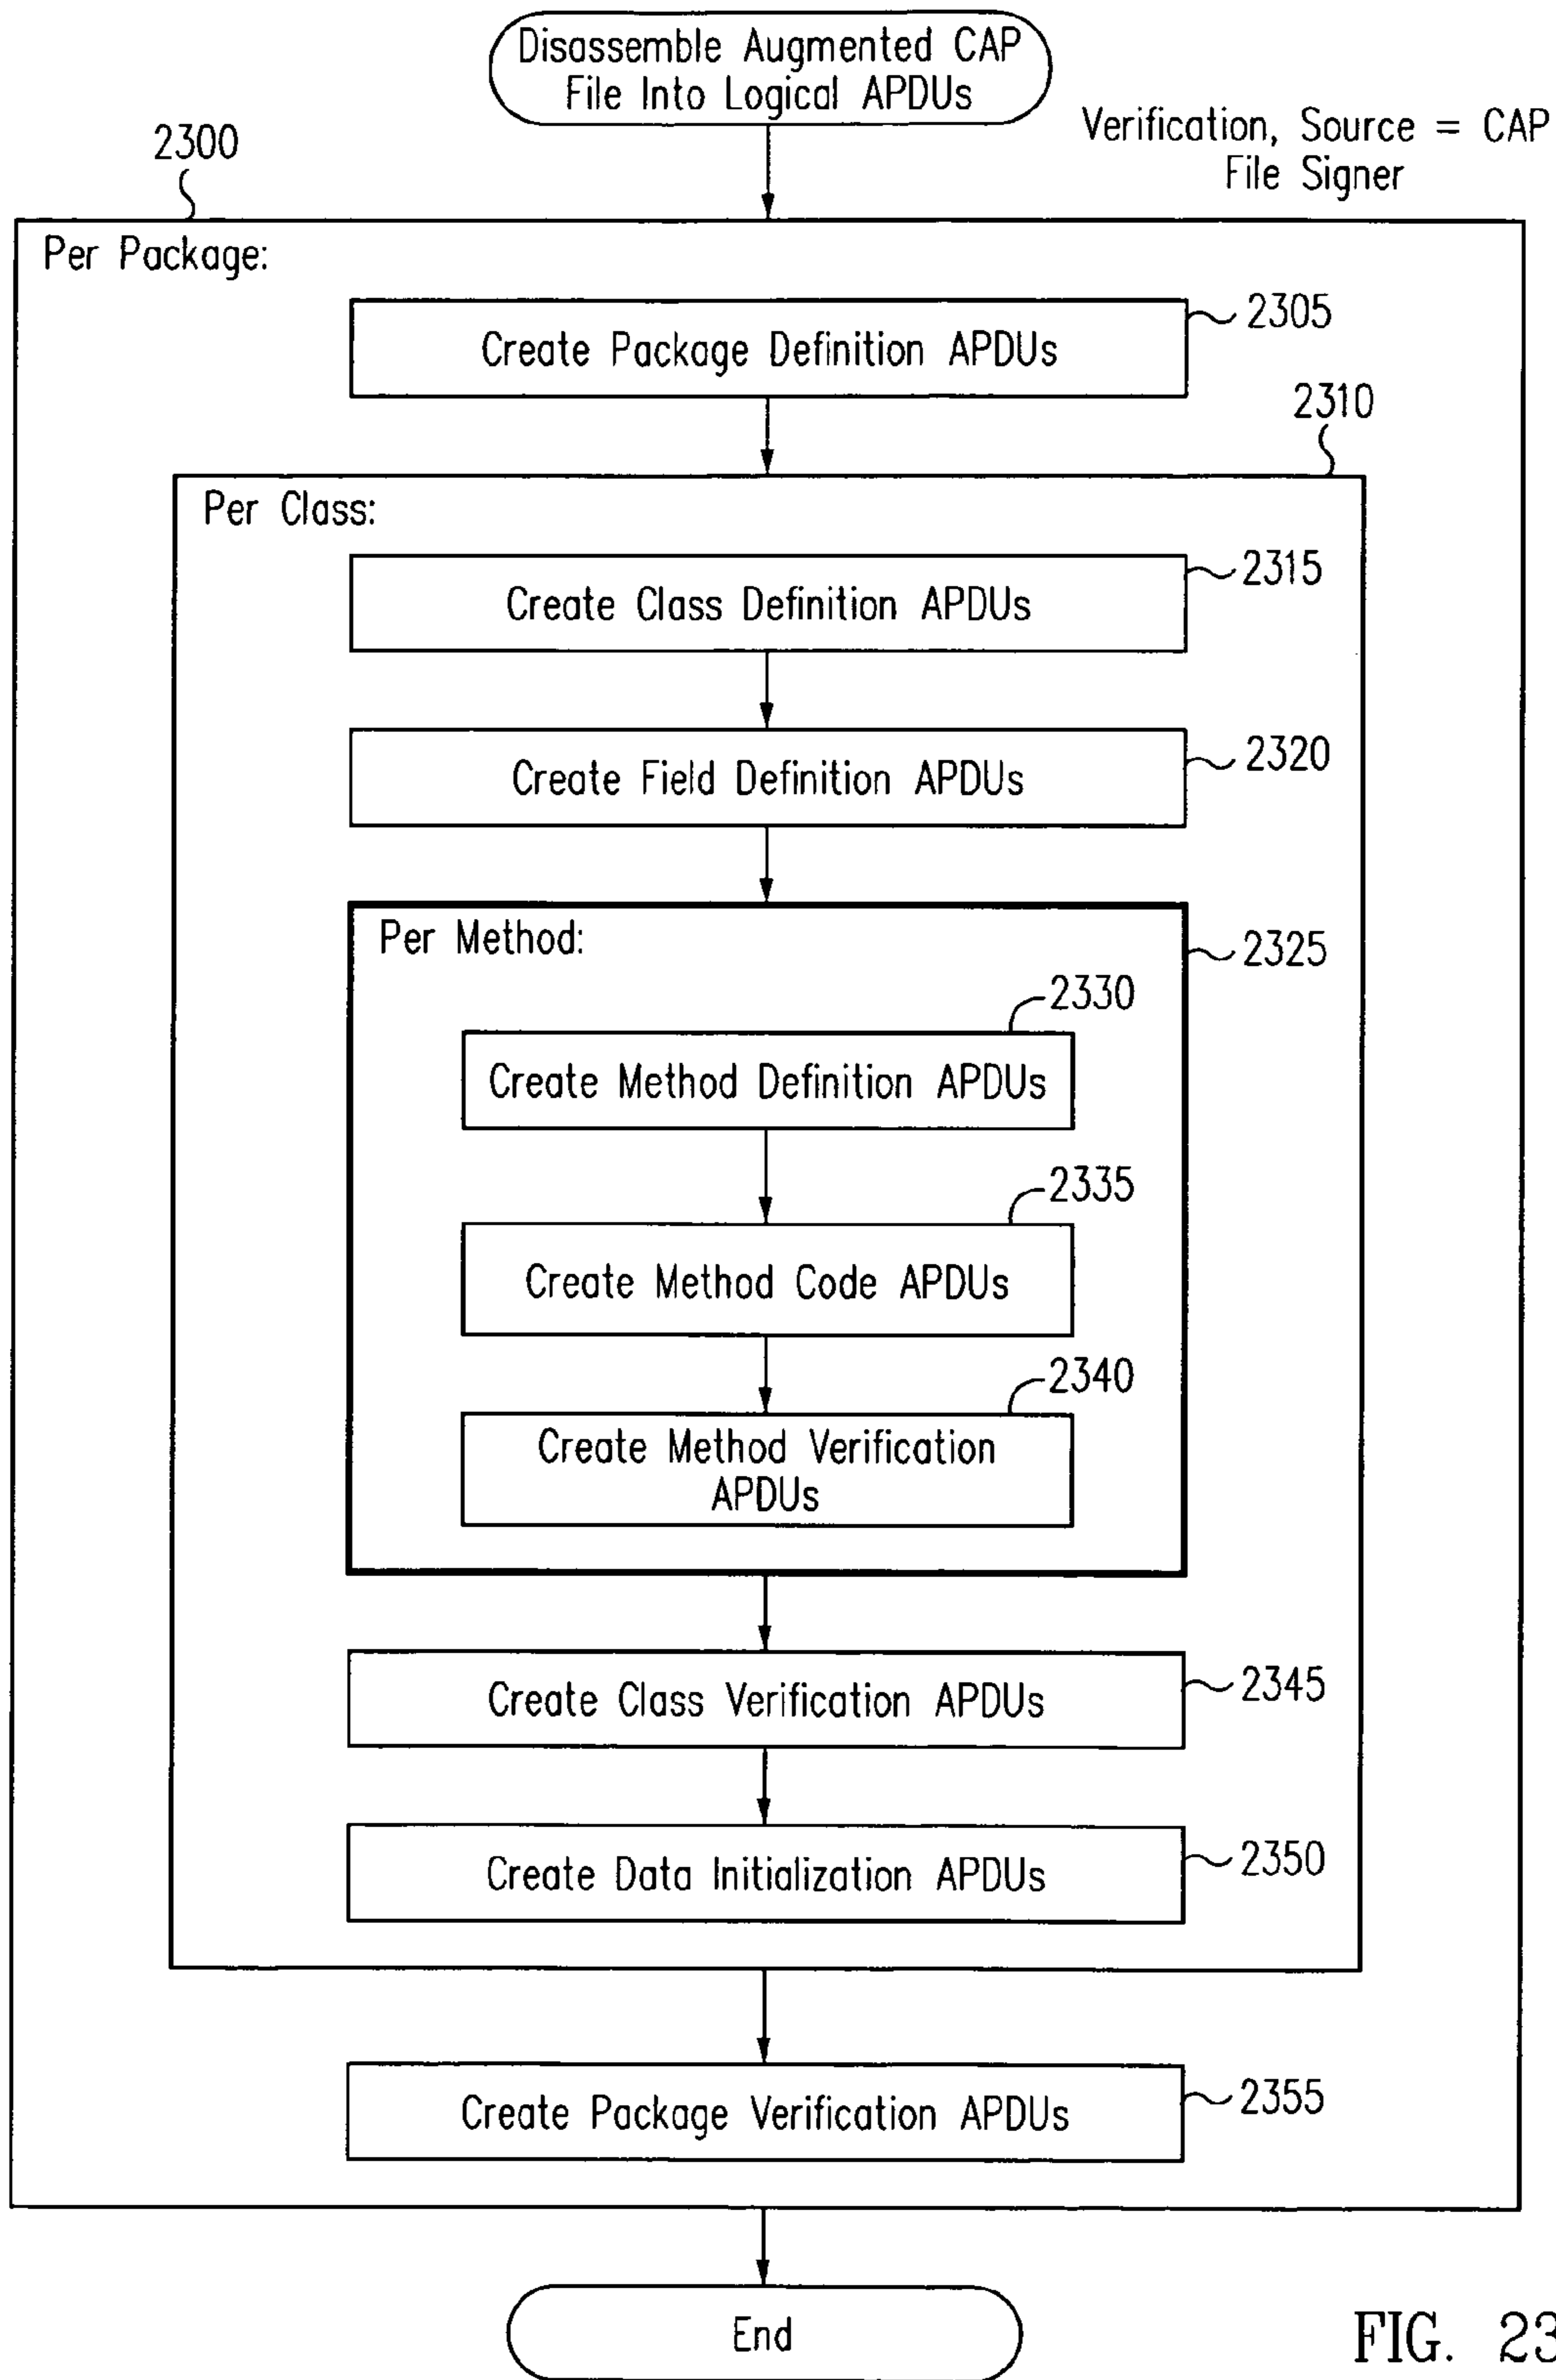 Disassemble Augmented CAP
File Into Logical APDUs
Verification, Source = CAP
File Signer
2300
Per Package:
2305
Create Package Definition APDUs
2310
Per Class:
2315
Create Class Definition APDUs
2320
Create Field Definition APDUs
Per Method:
2325
2330
Create Method Definition APDUs
2335
Create Method Code APDUs
2340
Create Method Verification
APDUs
2345
Create Class Verification APDUs
2350
Create Data Initialization APDUs
2355
Create Package Verification APDUs
End
FIG. 23